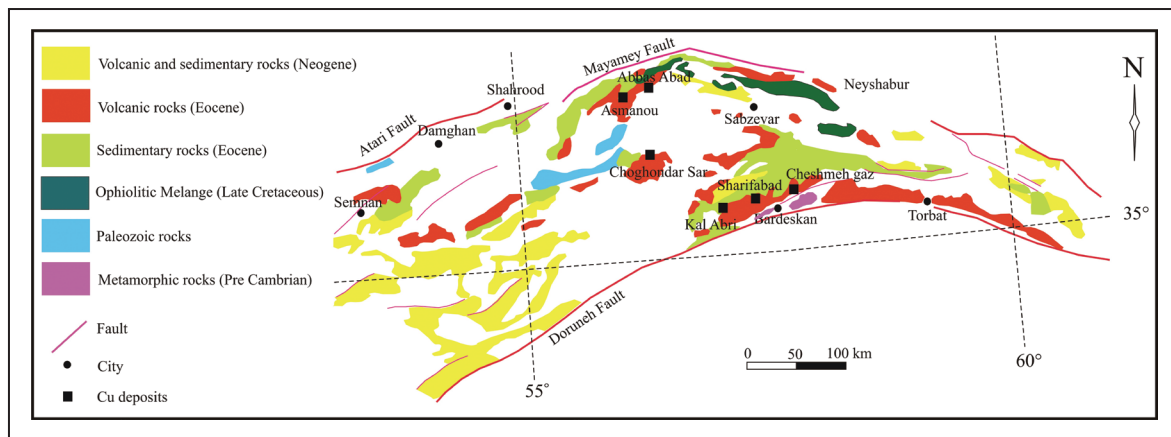 Volcanic and sedimentary rocks (Neogene)
Volcanic rocks (Eocene)
Sedimentary rocks (Eocene)
Ophiolitic Melange (Late Cretaceous)
Paleozoic rocks
Metamorphic rocks (Pre Cambrian)
Fault
City
Cu deposits
Mayamey Fault
N
Abbas Abad
Neyshabur
Shahrood
Asmanou
Atari Fault
Damghan
Sabzevar
Choghondar Sar
Cheshmeh gaz
Sharifabad
Semnan
Kal Abri
Bardeskan
Torbat
35°
Doruneh Fault
0 50 100 km
55°
60°